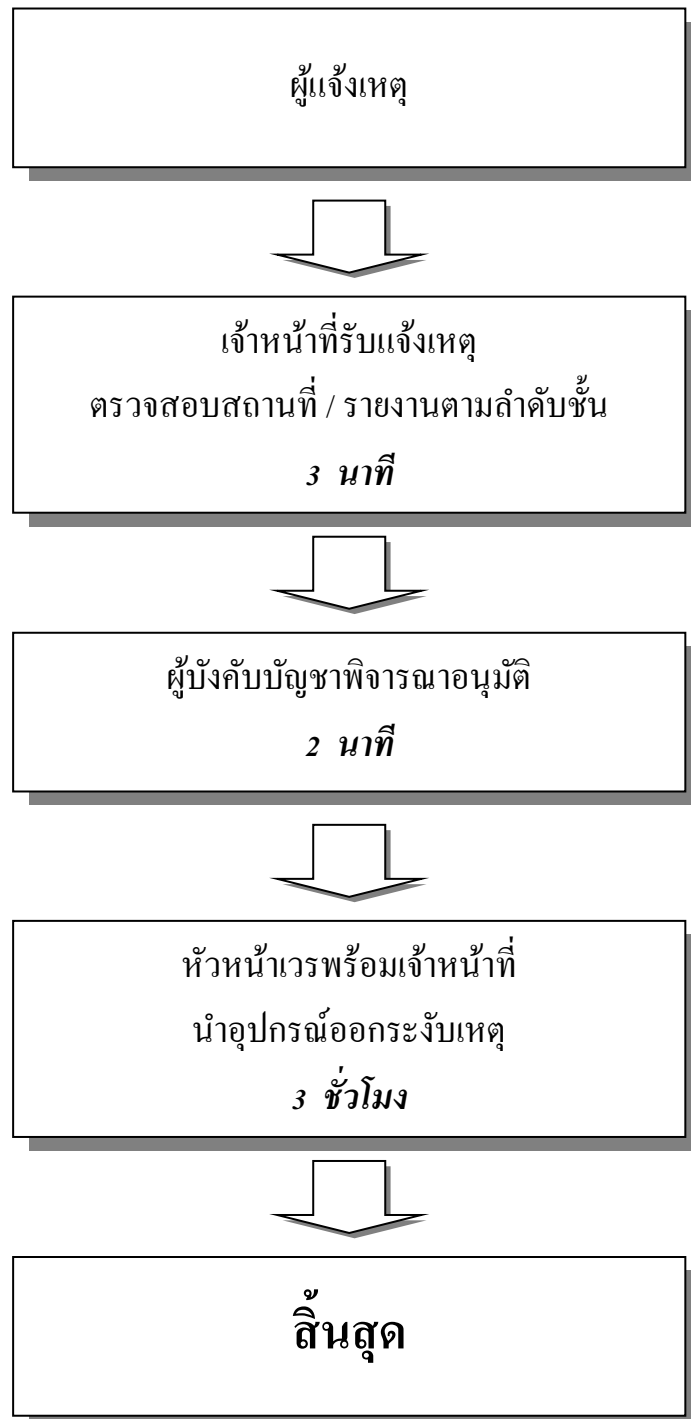 ผู้แจ้งเหตุ
เจ้าหน้าที่รับแจ้งเหตุ
ตรวจสอบสถานที่ / รายงานตามลำดับชั้น
3 นาที
ผู้บังคับบัญชาพิจารณาอนุมัติ
2 นาที
หัวหน้าเวรพร้อมเจ้าหน้าที่
นำอุปกรณ์ออกระงับเหตุ
3 ชั่วโมง
สิ้นสุด